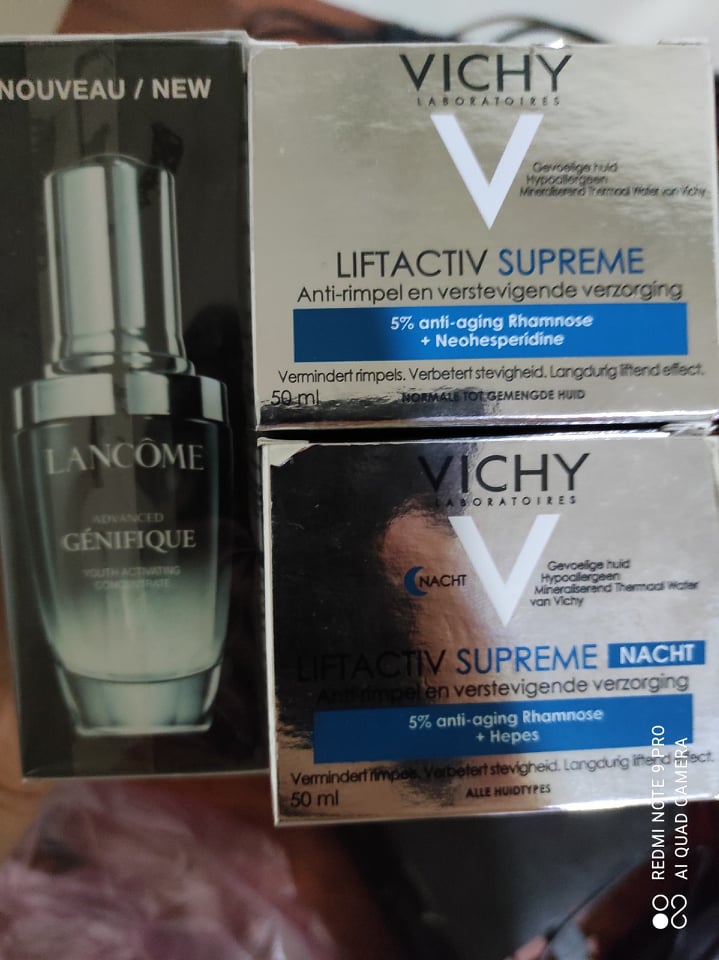 NOUVEAU / NEW
LANCÔME
ADVANCED
GÉNIFIQUE
YOUTH ACTIVATING
CONCENTRATE
VICHY
LABORATOIRES
Gevoelige huid
Hypoallergeen
Mineraliserend Thermaal Water van Vichy
LIFTACTIV SUPREME
Anti-rimpel en verstevigende verzorging
5% anti-aging Rhamnose
+ Neohesperidine
Vermindert rimpels. Verbetert stevigheid. Langdurig liftend effect.
50 ml NORMALE TOT GEMENGDE HUID
VICHY
LABORATOIRES
NACHT
Gevoelige huid
Hypoallergeen
Mineraliserend Thermaal Water
van Vichy
LIFTACTIV SUPREME NACHT
Anti-rimpel en verstevigende verzorging
5% anti-aging Rhamnose
+ Hepes
Vermindert rimpels. Verbetert stevigheid. Langdurig liftend effect.
50 ml ALLE HUIDTYPES
REDMI NOTE 9 PRO
AI QUAD CAMERA